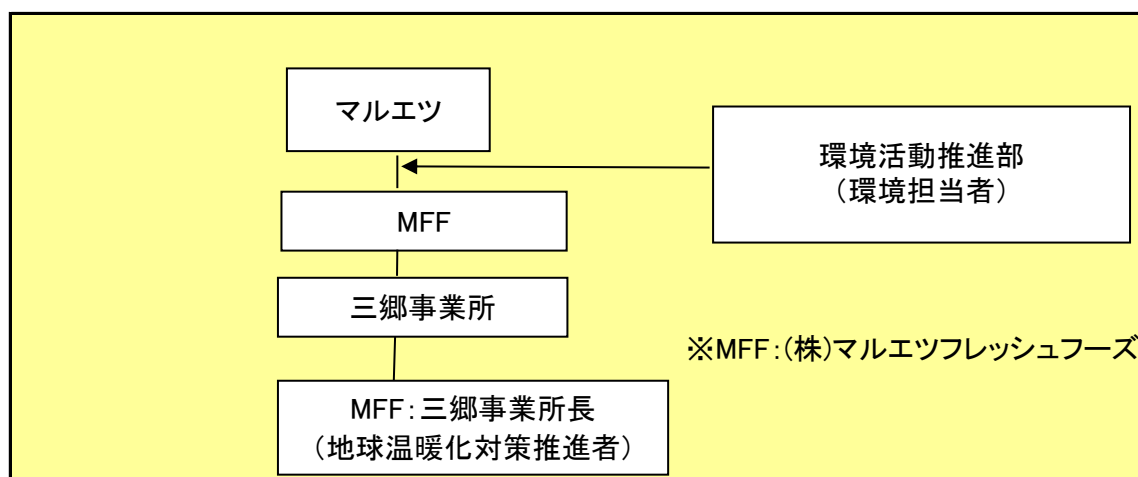 マルエツ
環境活動推進部
（環境担当者）
MFF
三郷事業所
※MFF：(株)マルエツフレッシュフーズ
MFF：三郷事業所長
（地球温暖化対策推進者）